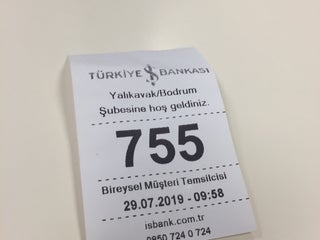 TÜRKİYE İŞ BANKASI
Yalıkavak/Bodrum
Şubesine hoş geldiniz.
755
Bireysel Müşteri Temsilcisi
29.07.2019 - 09:58
isbank.com.tr
0850 724 0 724